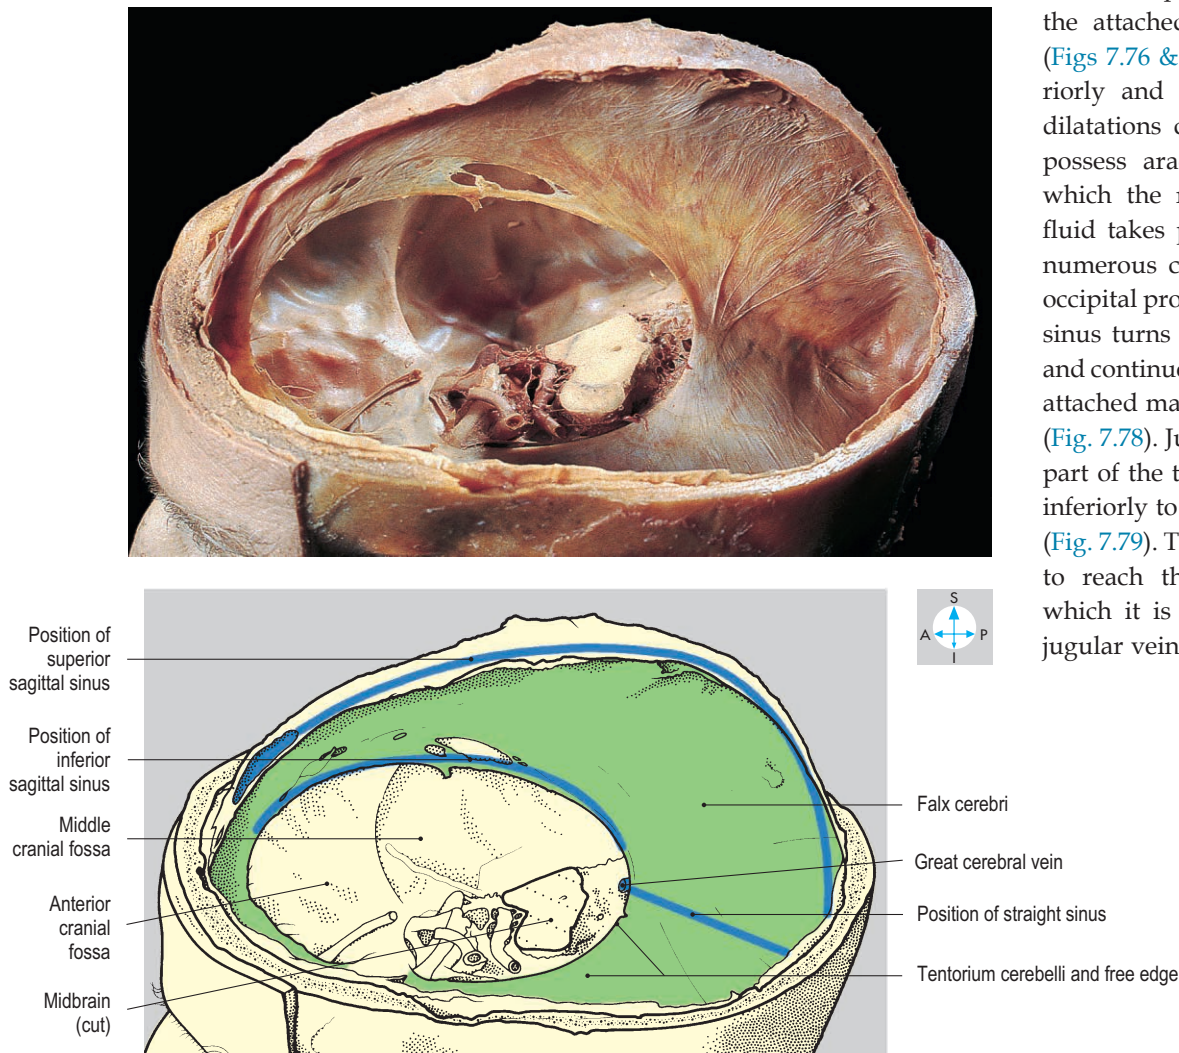 the attached
(Figs 7.76 &
riorly and
dilatations
possess ara
which the
fluid takes
numerous
occipital pro
sinus turns
and continue
attached ma
(Fig. 7.78). Ju
part of the
inferiorly to
(Fig. 7.79). T
to reach th
which it is
jugular vein
Position of
superior
sagittal sinus
Position of
inferior
sagittal sinus
Middle
cranial fossa
Anterior
cranial
fossa
Midbrain
(cut)
S
A P
I
Falx cerebri
Great cerebral vein
Position of straight sinus
Tentorium cerebelli and free edge